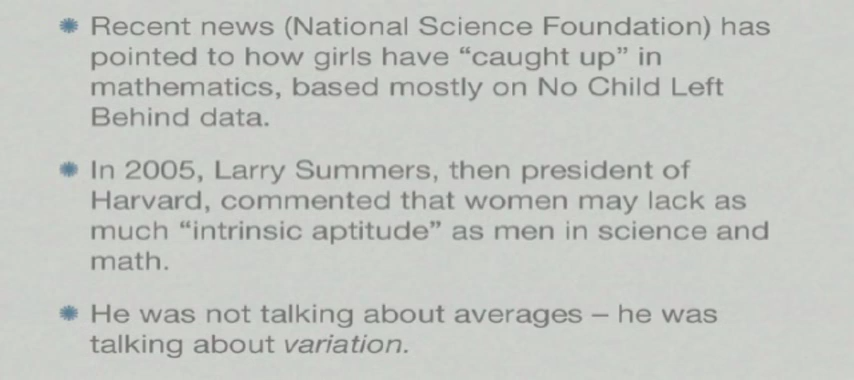 Recent news (National Science Foundation) has
pointed to how girls have “caught up” in
mathematics, based mostly on No Child Left
Behind data.
In 2005, Larry Summers, then president of
Harvard, commented that women may lack as
much “intrinsic aptitude” as men in science and
math.
He was not talking about averages – he was
talking about variation.